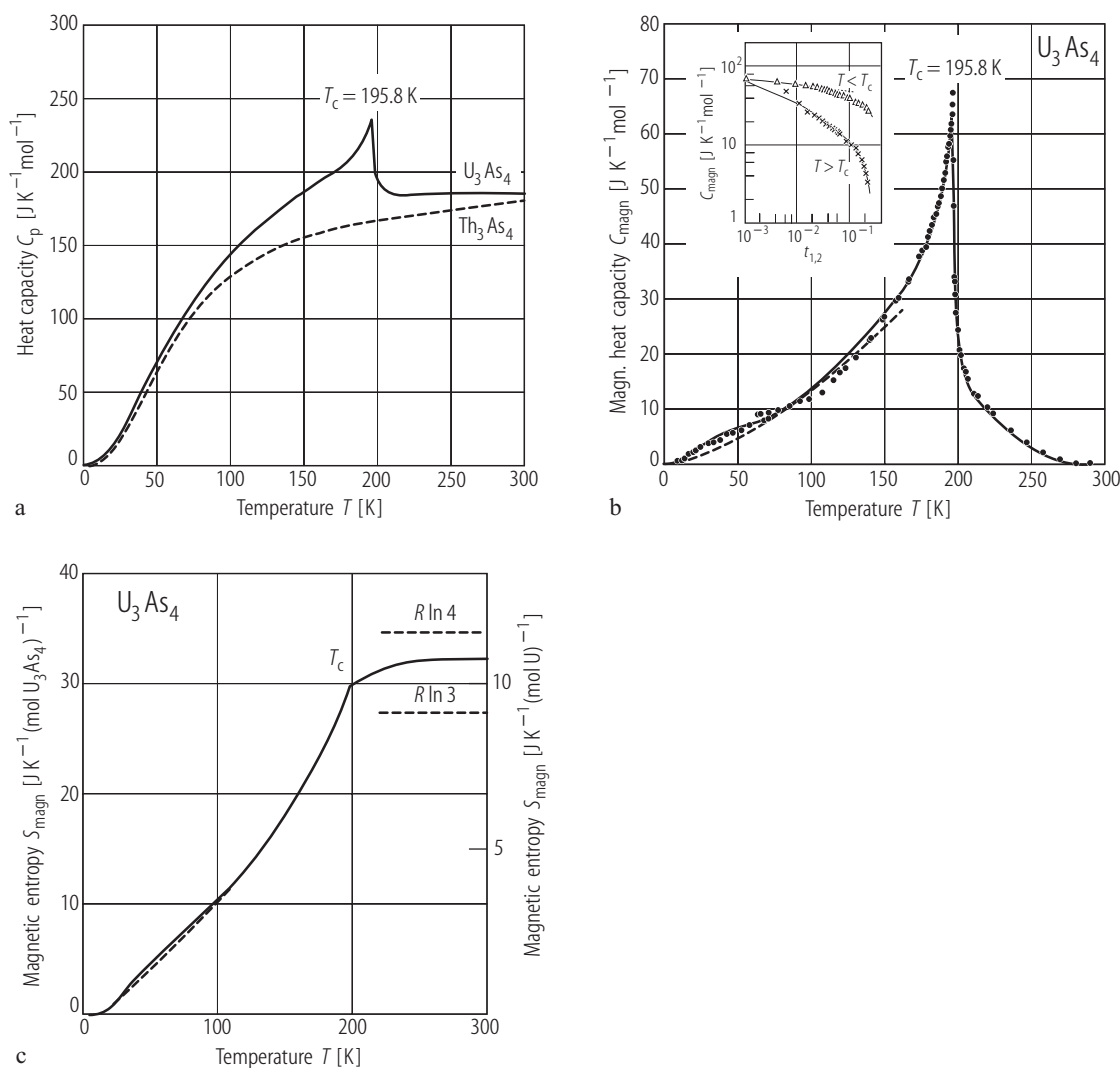 300
250
200
150
100
50
0
Heat capacity Cp [J K−1 mol−1]
Tc = 195.8 K
U3As4
Th3As4
0 50 100 150 200 250 300
Temperature T [K]
a
80
70
60
50
40
30
20
10
0
Magn. heat capacity Cmagn [J K−1 mol−1]
U3As4
Tc = 195.8 K
10²
10
1
Cmagn [J K−1 mol−1]
T < Tc
T > Tc
10−3 10−2 10−1
t1,2
0 50 100 150 200 250 300
Temperature T [K]
b
40
30
20
10
0
Magnetic entropy Smagn [J K−1 (mol U3As4)−1]
U3As4
R ln 4
Tc
R ln 3
10
5
Magnetic entropy Smagn [J K−1 (mol U)−1]
0 100 200 300
Temperature T [K]
c